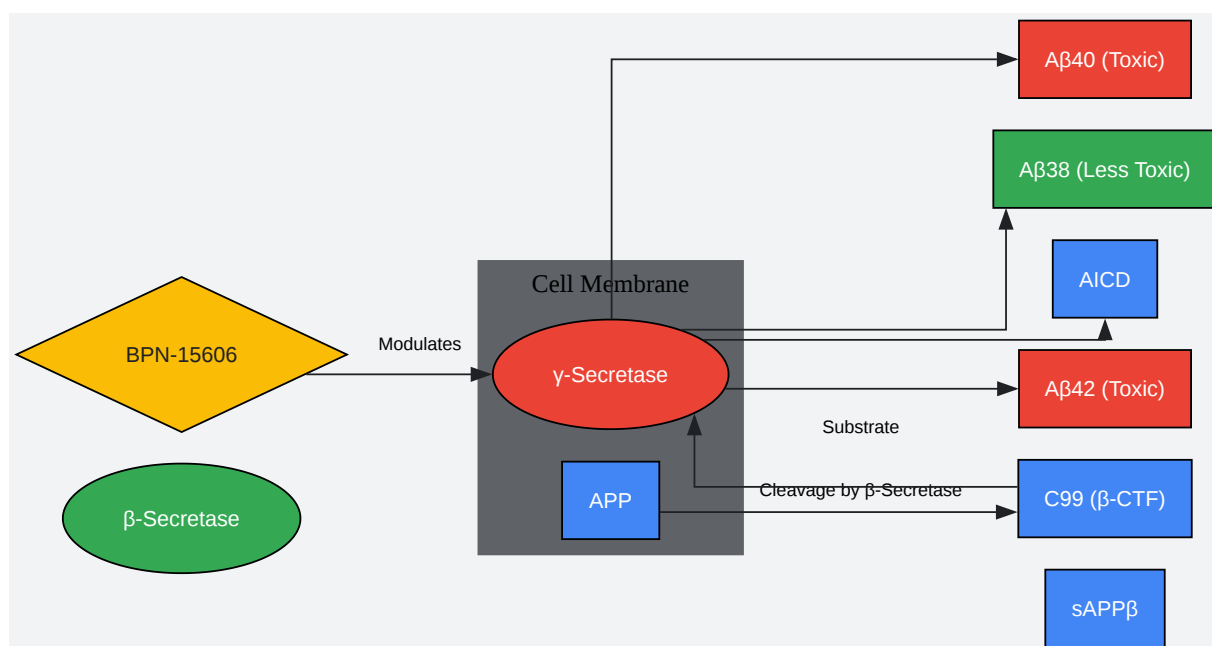 Aβ40 (Toxic)
Aβ38 (Less Toxic)
AICD
Cell Membrane
BPN-15606
Modulates
γ-Secretase
Aβ42 (Toxic)
Substrate
Cleavage by β-Secretase
APP
C99 (β-CTF)
β-Secretase
sAPPβ